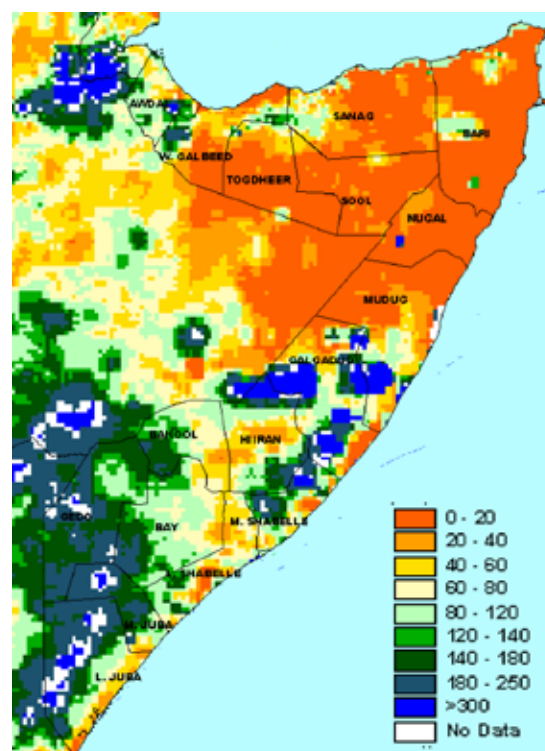 AWDAL
SANAG
BARI
W. GALBEED
TOGDHEER
SOOL
NUGAL
MUDUG
GALGADOUD
BAKOOL
HIIRAN
GEDO
BAY
M. SHABELLE
L. SHABELLE
M. JUBA
L. JUBA
0 - 20
20 - 40
40 - 60
60 - 80
80 - 120
120 - 140
140 - 180
180 - 250
>300
No Data